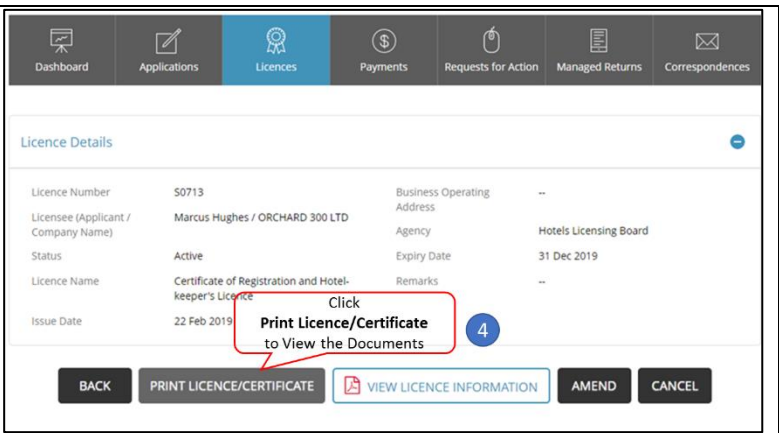 Dashboard Applications Licences Payments Requests for Action Managed Returns Correspondences
Licence Details
Licence Number S0713
Licensee (Applicant /
Company Name) Marcus Hughes / ORCHARD 300 LTD
Status Active
Licence Name Certificate of Registration and Hotel-
keeper's Licence
Issue Date 22 Feb 2019
Business Operating
Address --
Agency Hotels Licensing Board
Expiry Date 31 Dec 2019
Remarks --
Click
Print Licence/Certificate
to View the Documents
4
BACK PRINT LICENCE/CERTIFICATE VIEW LICENCE INFORMATION AMEND CANCEL